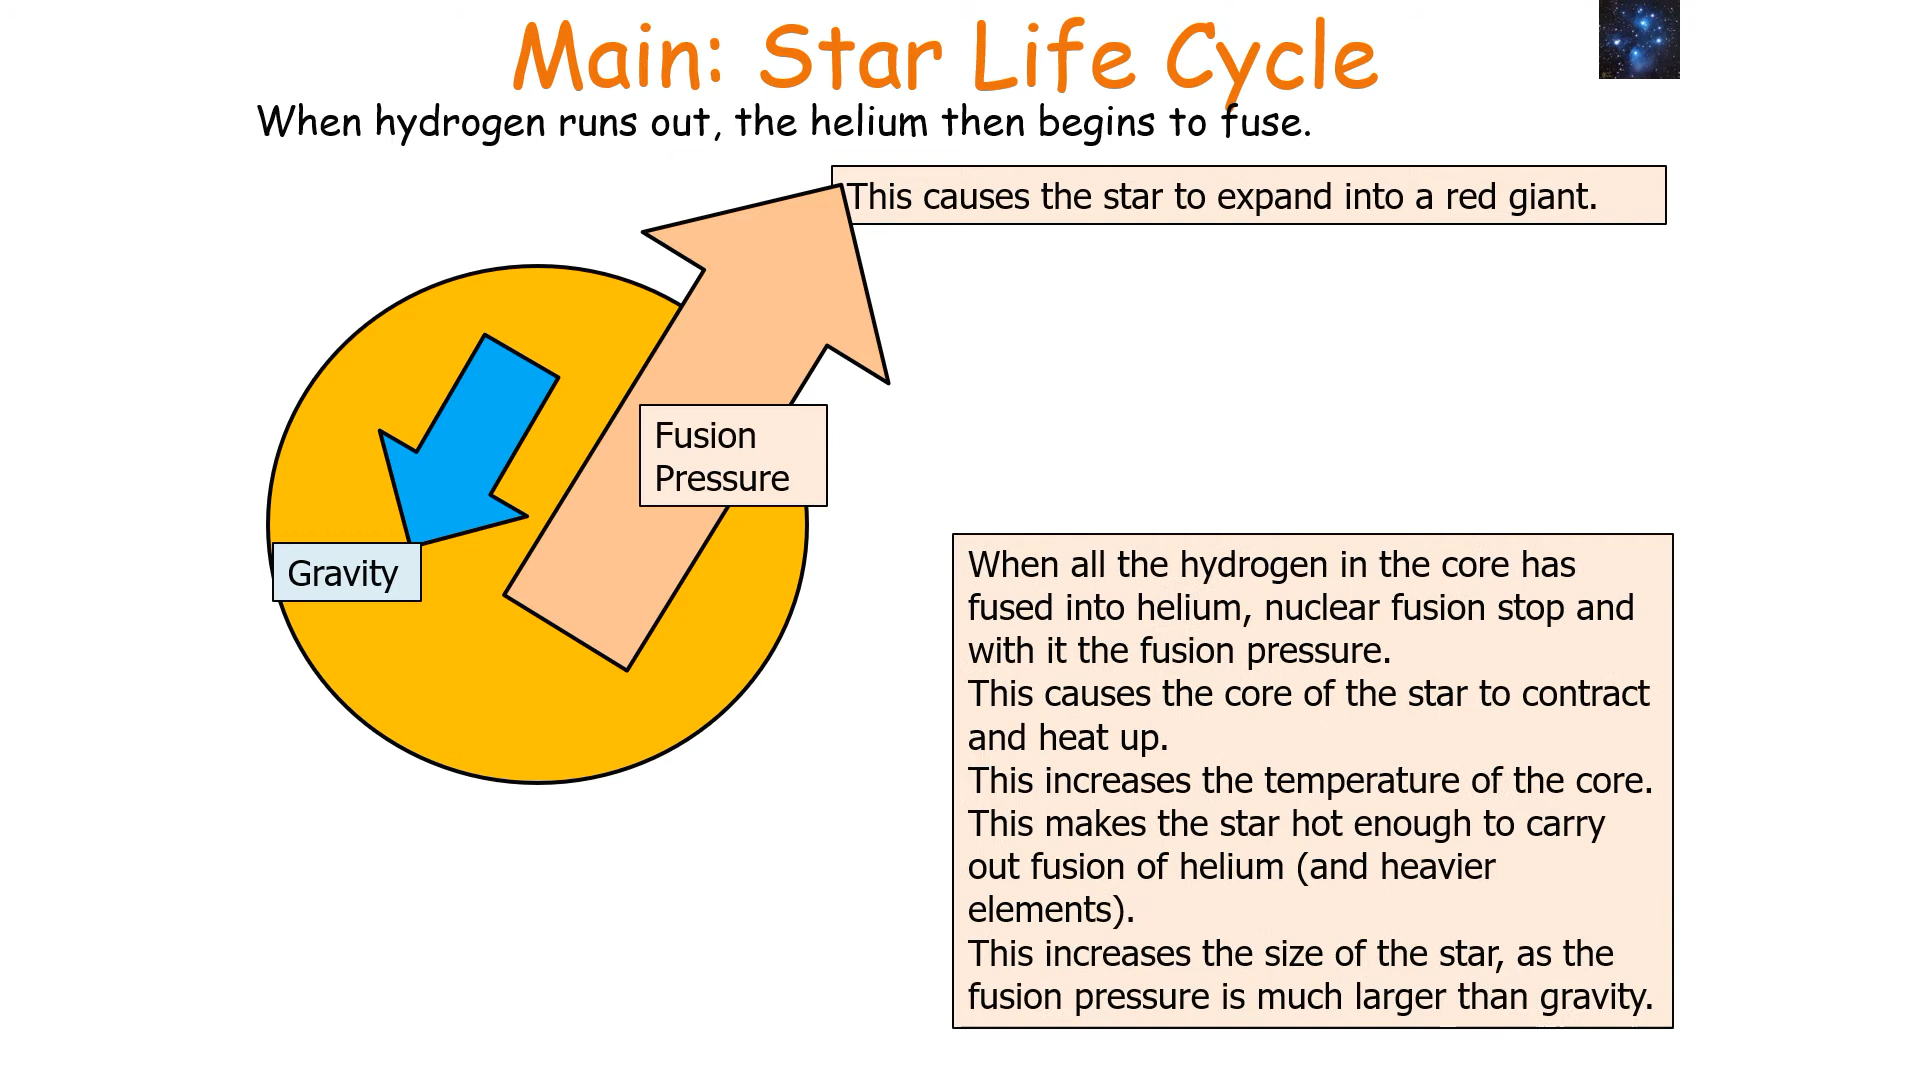 Main: Star Life Cycle
When hydrogen runs out, the helium then begins to fuse.
This causes the star to expand into a red giant.
Fusion
Pressure
Gravity
When all the hydrogen in the core has
fused into helium, nuclear fusion stop and
with it the fusion pressure.
This causes the core of the star to contract
and heat up.
This increases the temperature of the core.
This makes the star hot enough to carry
out fusion of helium (and heavier
elements).
This increases the size of the star, as the
fusion pressure is much larger than gravity.